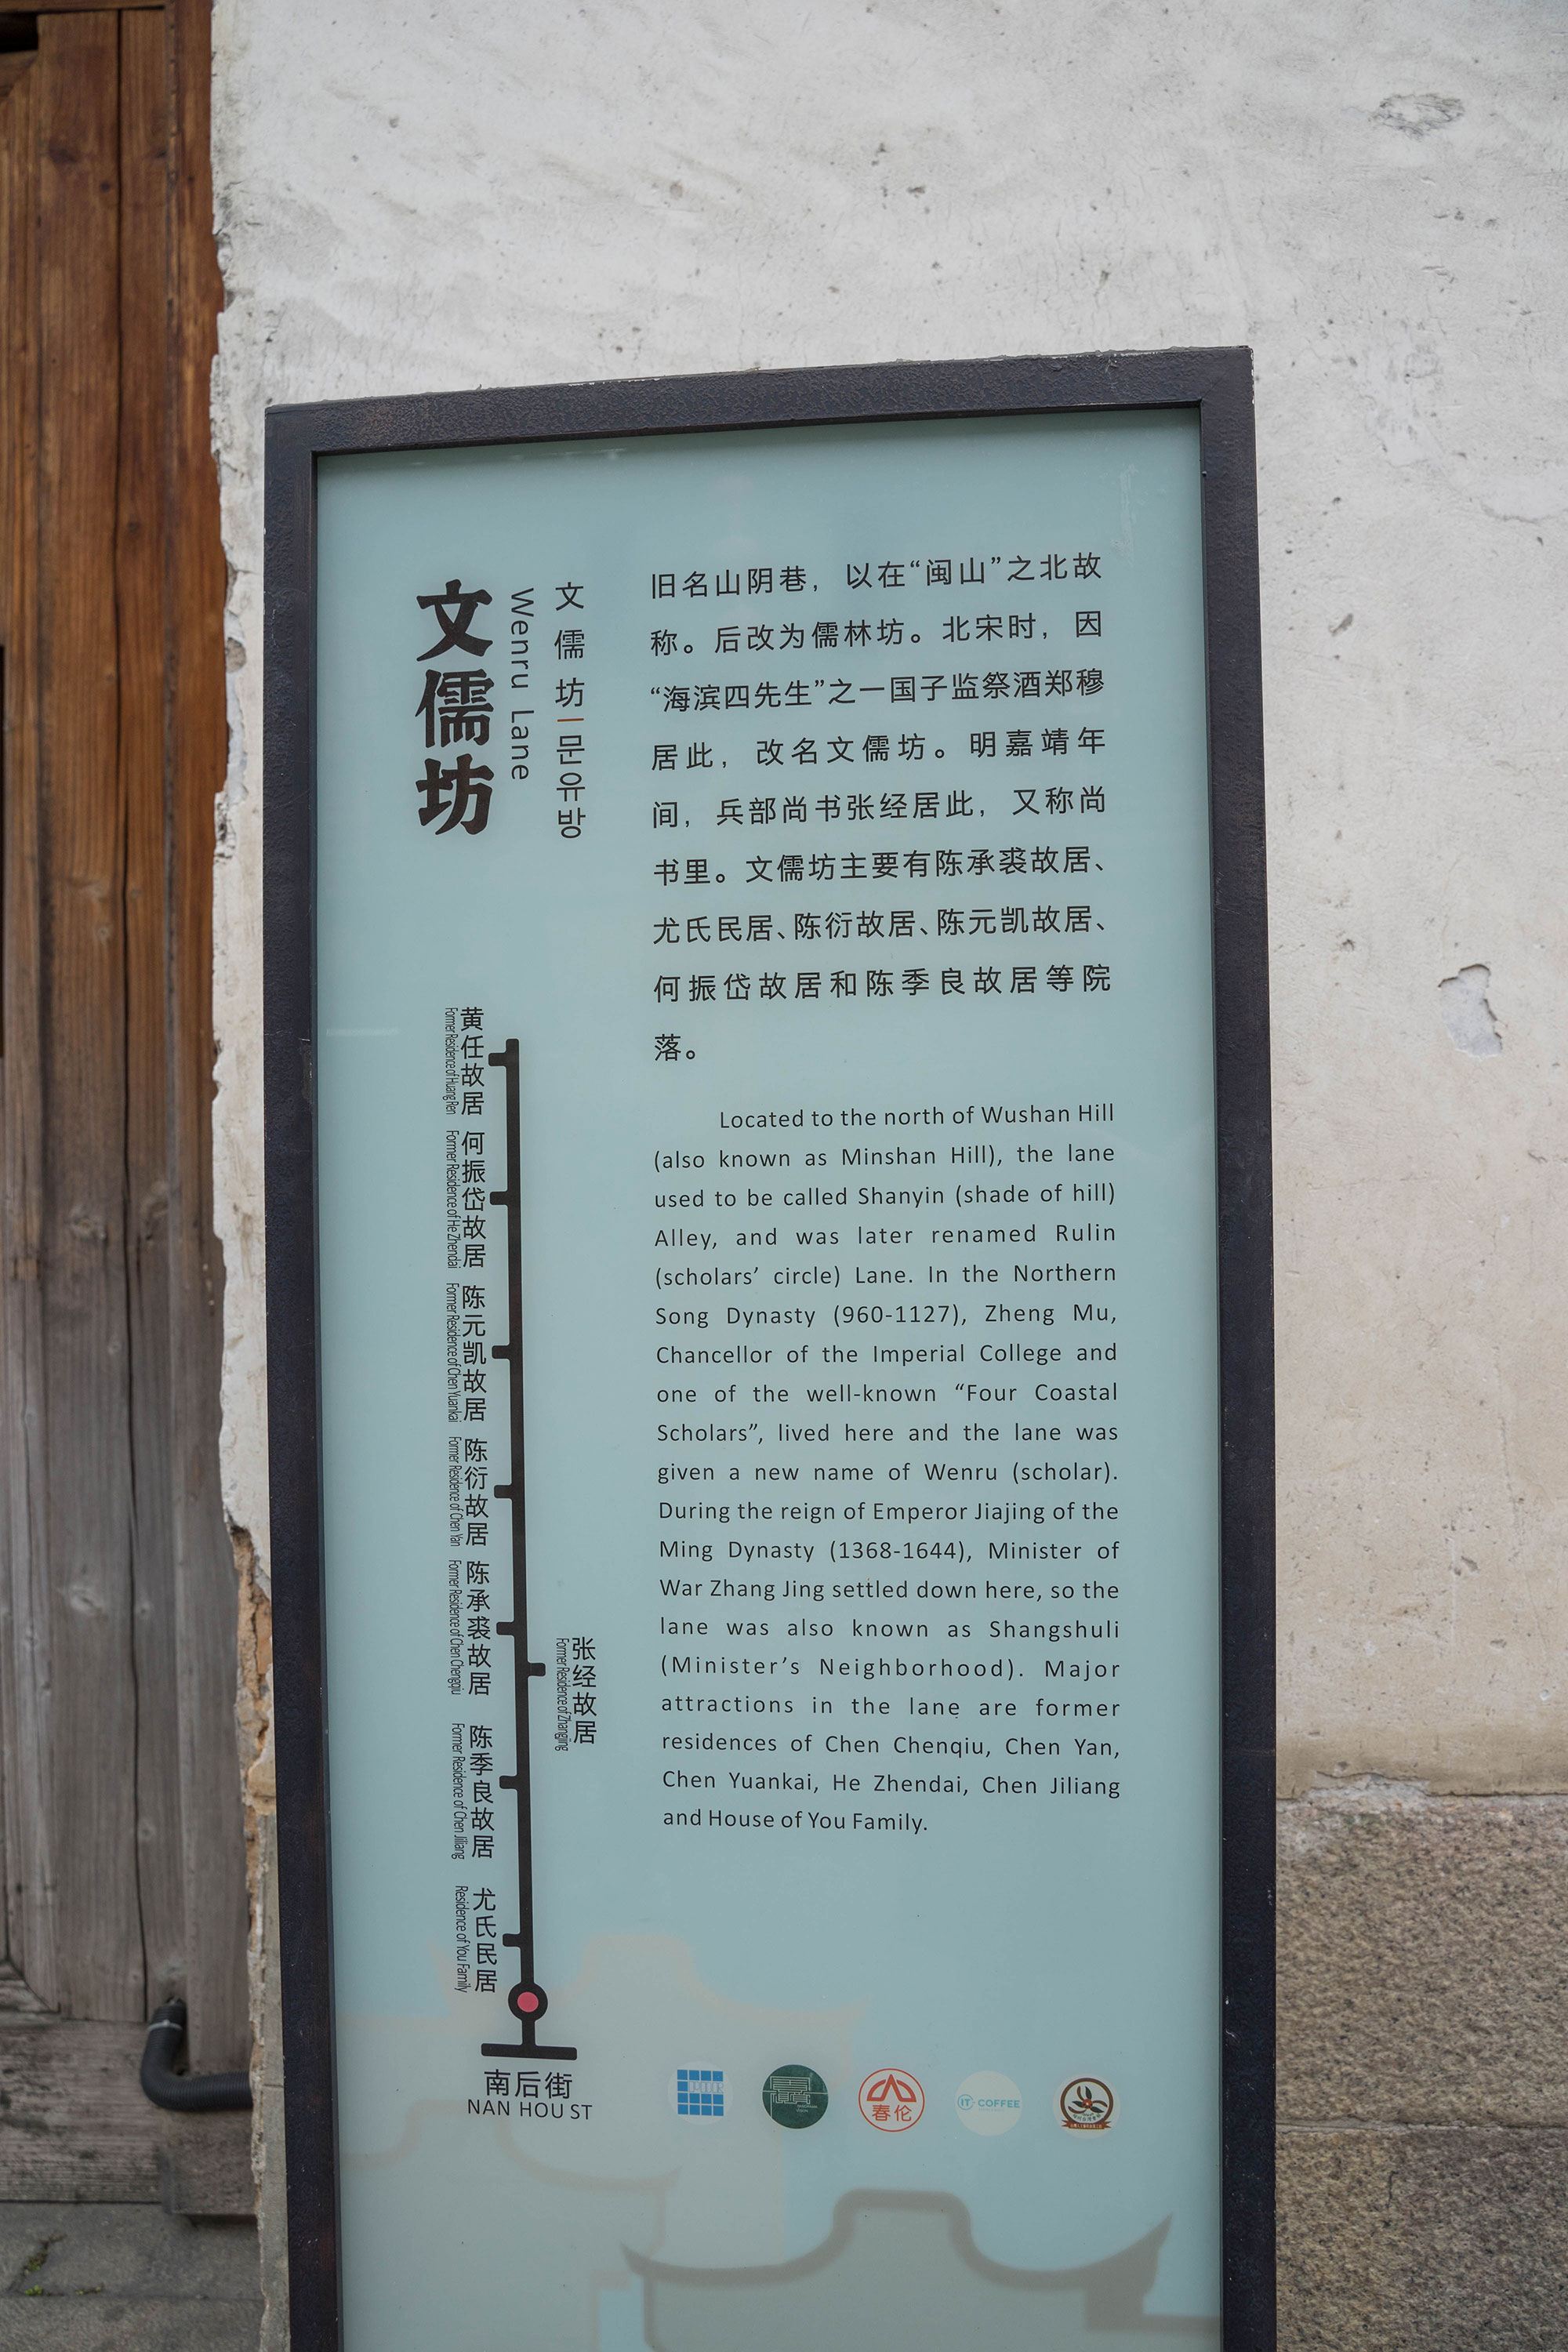 文儒坊
Wenru Lane
文儒坊|문유방
旧名山阴巷，以在“闽山”之北故
称。后改为儒林坊。北宋时，因
“海滨四先生”之一国子监祭酒郑穆
居此，改名文儒坊。明嘉靖年
间，兵部尚书张经居此，又称尚
书里。文儒坊主要有陈承裘故居、
尤氏民居、陈衍故居、陈元凯故居、
何振岱故居和陈季良故居等院
落。
Located to the north of Wushan Hill
(also known as Minshan Hill), the lane
used to be called Shanyin (shade of hill)
Alley, and was later renamed Rulin
(scholars’ circle) Lane. In the Northern
Song Dynasty (960-1127), Zheng Mu,
Chancellor of the Imperial College and
one of the well-known “Four Coastal
Scholars”, lived here and the lane was
given a new name of Wenru (scholar).
During the reign of Emperor Jiajing of the
Ming Dynasty (1368-1644), Minister of
War Zhang Jing settled down here, so the
lane was also known as Shangshuli
(Minister’s Neighborhood). Major
attractions in the lane are former
residences of Chen Chenqiu, Chen Yan,
Chen Yuankai, He Zhendai, Chen Jiliang
and House of You Family.
黄任故居
Former Residence of Huang Ren
何振岱故居
Former Residence of He Zhendai
陈元凯故居
Former Residence of Chen Yuankai
陈衍故居
Former Residence of Chen Yan
陈承裘故居
Former Residence of Chen Chengqiu
张经故居
Former Residence of Zhangjing
陈季良故居
Former Residence of Chen Jiliang
尤氏民居
Residence of You Family
南后街
NAN HOU ST
春伦
IT COFFEE